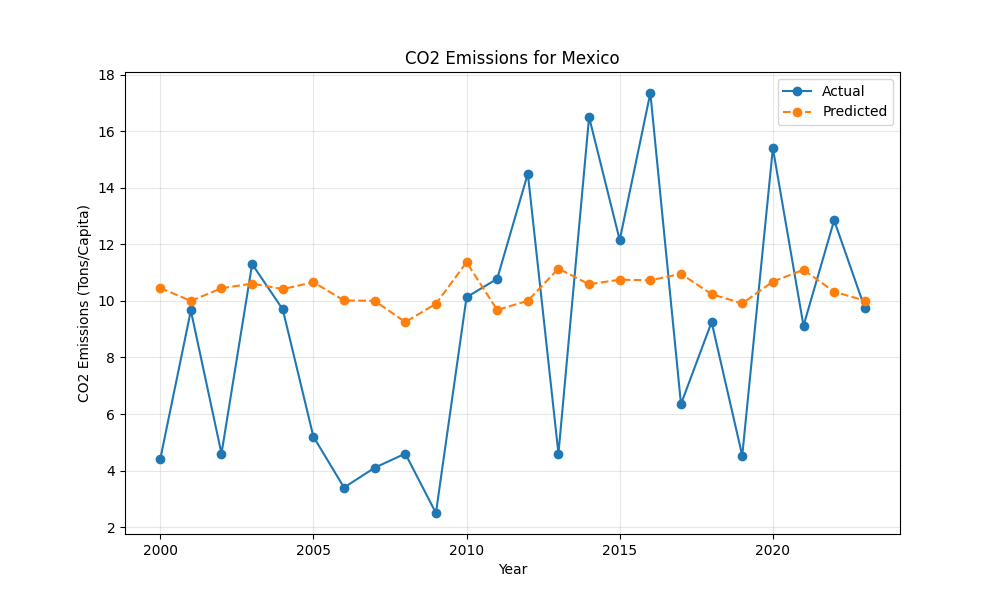 CO2 Emissions for Mexico
Actual
Predicted
CO2 Emissions (Tons/Capita)
18
16
14
12
10
8
6
4
2
2000
2005
2010
2015
2020
Year